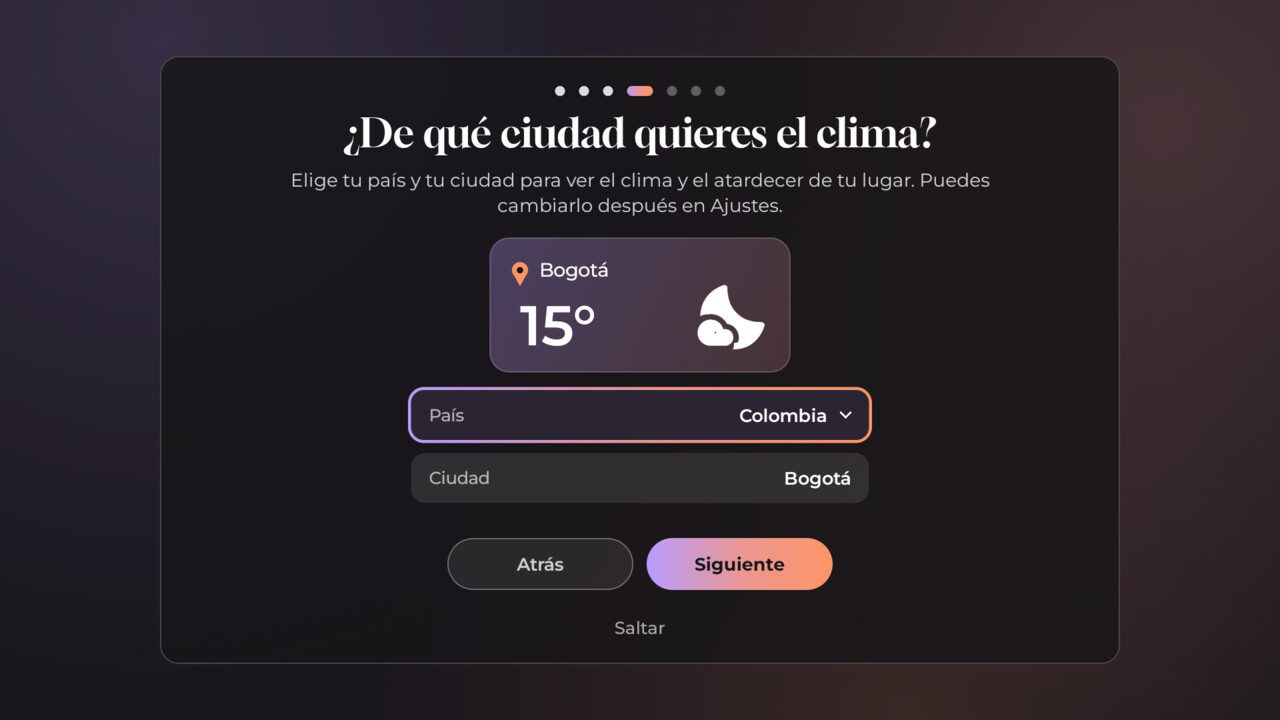 ¿De qué ciudad quieres el clima?
Elige tu país y tu ciudad para ver el clima y el atardecer de tu lugar. Puedes
cambiarlo después en Ajustes.
Bogotá
15°
País Colombia
Ciudad Bogotá
Atrás Siguiente
Saltar